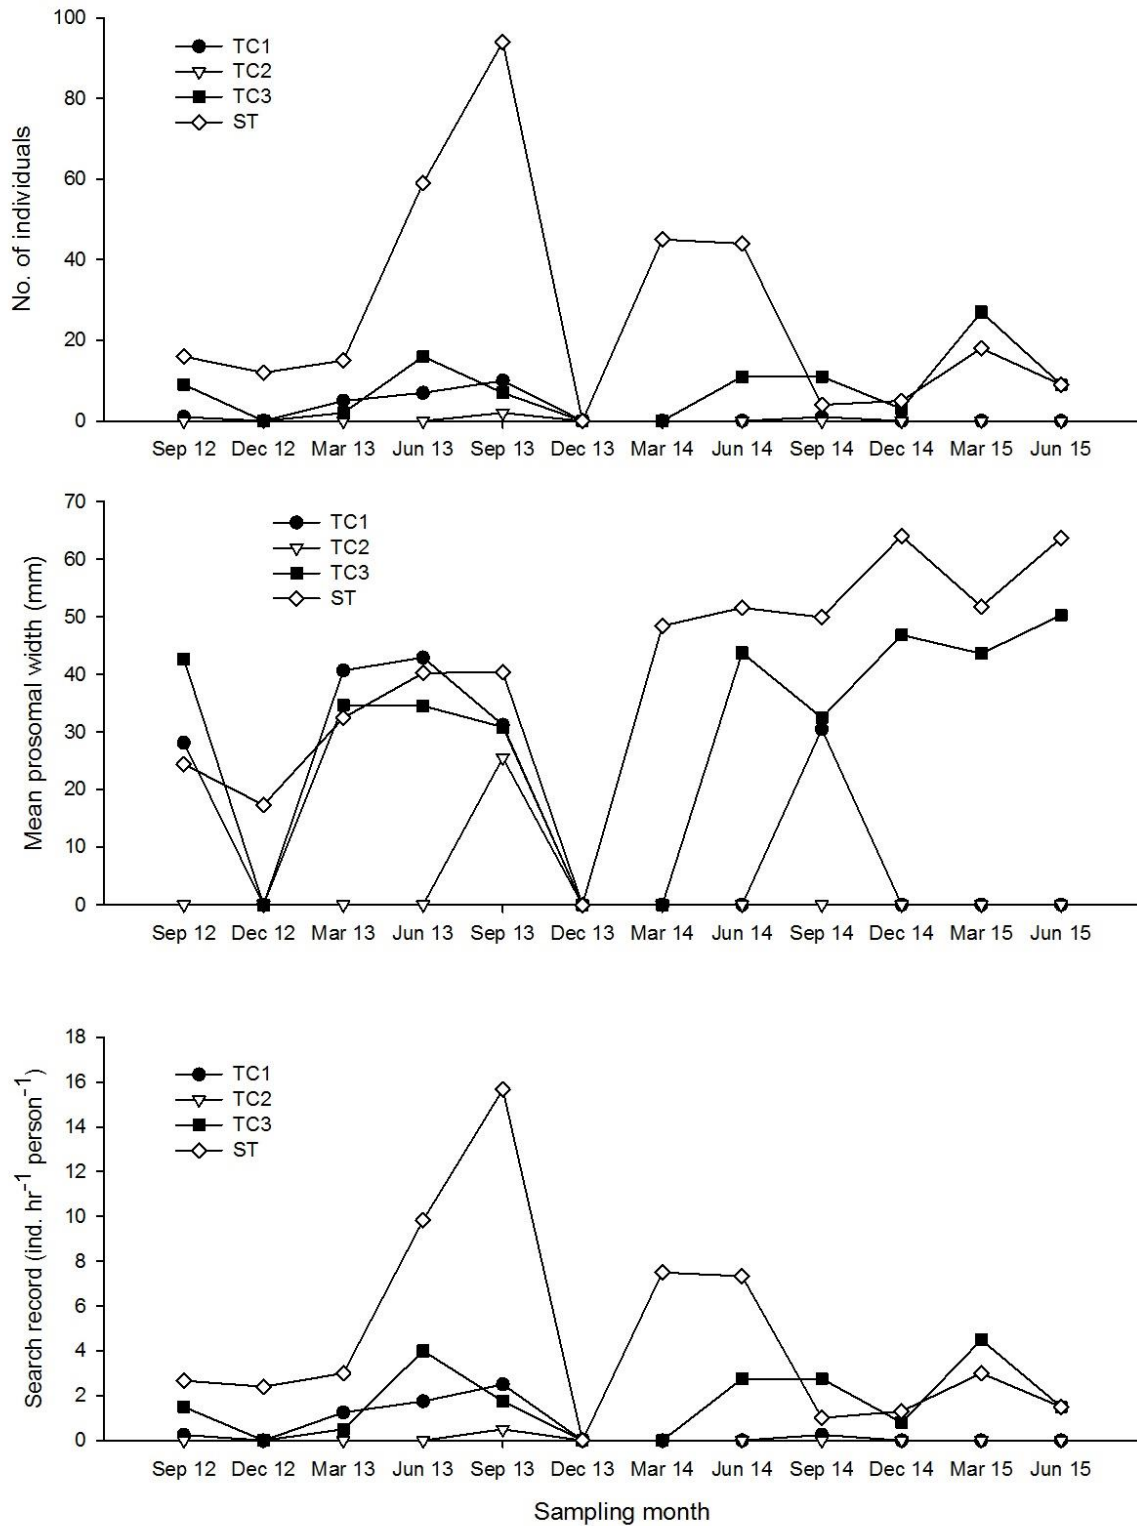 No. of individuals
100
80
60
40
20
0
TC1
TC2
TC3
ST
Sep 12 Dec 12 Mar 13 Jun 13 Sep 13 Dec 13 Mar 14 Jun 14 Sep 14 Dec 14 Mar 15 Jun 15
Mean prosomal width (mm)
70
60
50
40
30
20
10
0
TC1
TC2
TC3
ST
Sep 12 Dec 12 Mar 13 Jun 13 Sep 13 Dec 13 Mar 14 Jun 14 Sep 14 Dec 14 Mar 15 Jun 15
Search record (ind. hr⁻¹ person⁻¹)
18
16
14
12
10
8
6
4
2
0
TC1
TC2
TC3
ST
Sep 12 Dec 12 Mar 13 Jun 13 Sep 13 Dec 13 Mar 14 Jun 14 Sep 14 Dec 14 Mar 15 Jun 15
Sampling month